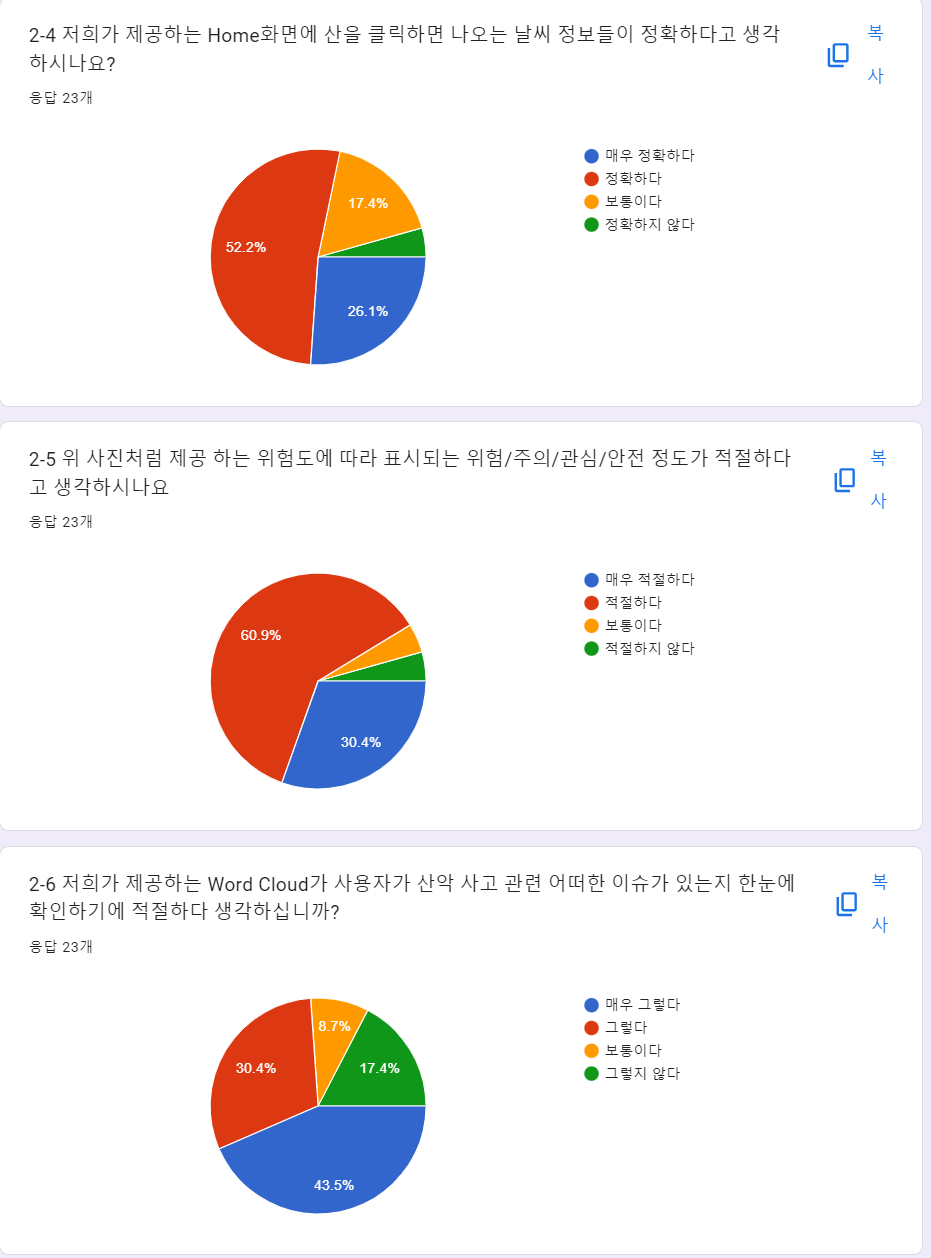 2-4 저희가 제공하는 Home화면에 산을 클릭하면 나오는 날씨 정보들이 정확하다고 생각
하시나요?
복
사
응답 23개
매우 정확하다
정확하다
보통이다
정확하지 않다
17.4%
52.2%
26.1%
2-5 위 사진처럼 제공 하는 위험도에 따라 표시되는 위험/주의/관심/안전 정도가 적절하다
고 생각하시나요
복
사
응답 23개
매우 적절하다
적절하다
보통이다
적절하지 않다
60.9%
30.4%
2-6 저희가 제공하는 Word Cloud가 사용자가 산악 사고 관련 어떠한 이슈가 있는지 한눈에
확인하기에 적절하다 생각하십니까?
복
사
응답 23개
매우 그렇다
그렇다
보통이다
그렇지 않다
8.7%
30.4%
17.4%
43.5%